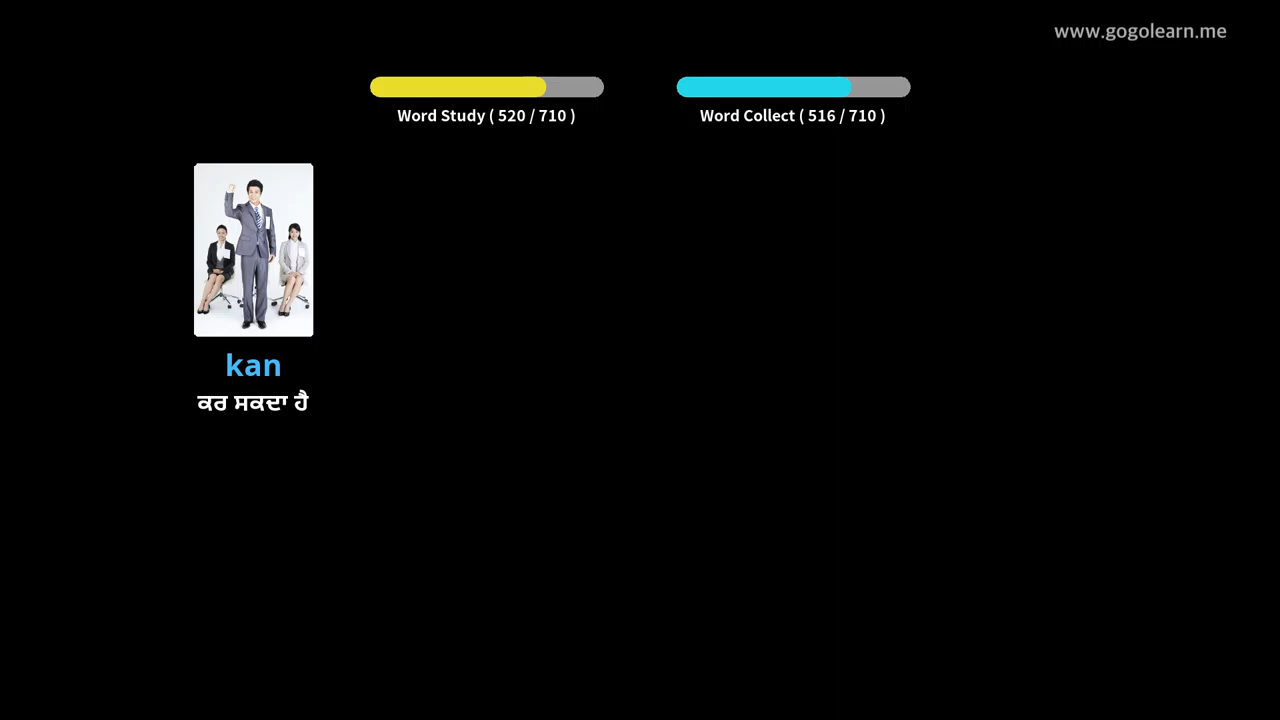 www.gogolearn.me
Word Study ( 520 / 710 )
Word Collect ( 516 / 710 )
kan
ਕਰ ਸਕਦਾ ਹੈ